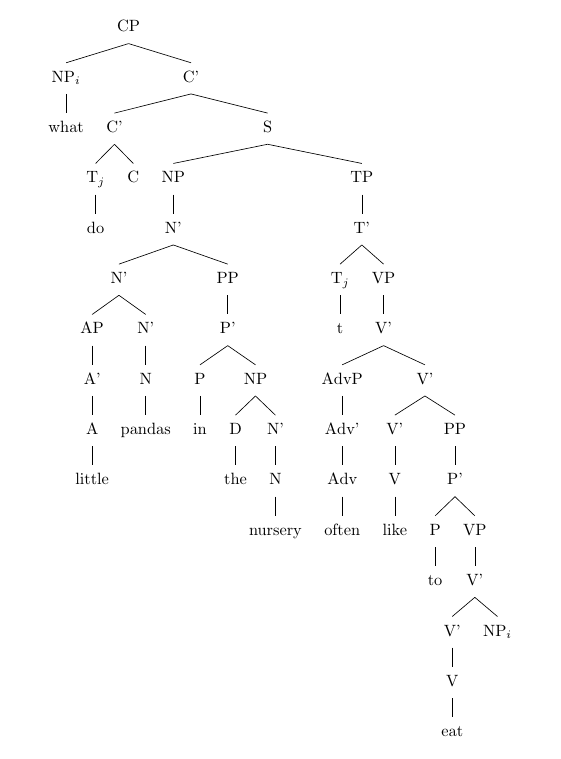 CP
NPi C'
what C' S
Tj C NP TP
do N' T'
N' PP Tj VP
AP N' P' t V'
A' N P NP AdvP V'
A pandas in D N' Adv' V' PP
little the N Adv V P'
nursery often like P VP
to V'
V' NPi
V
eat